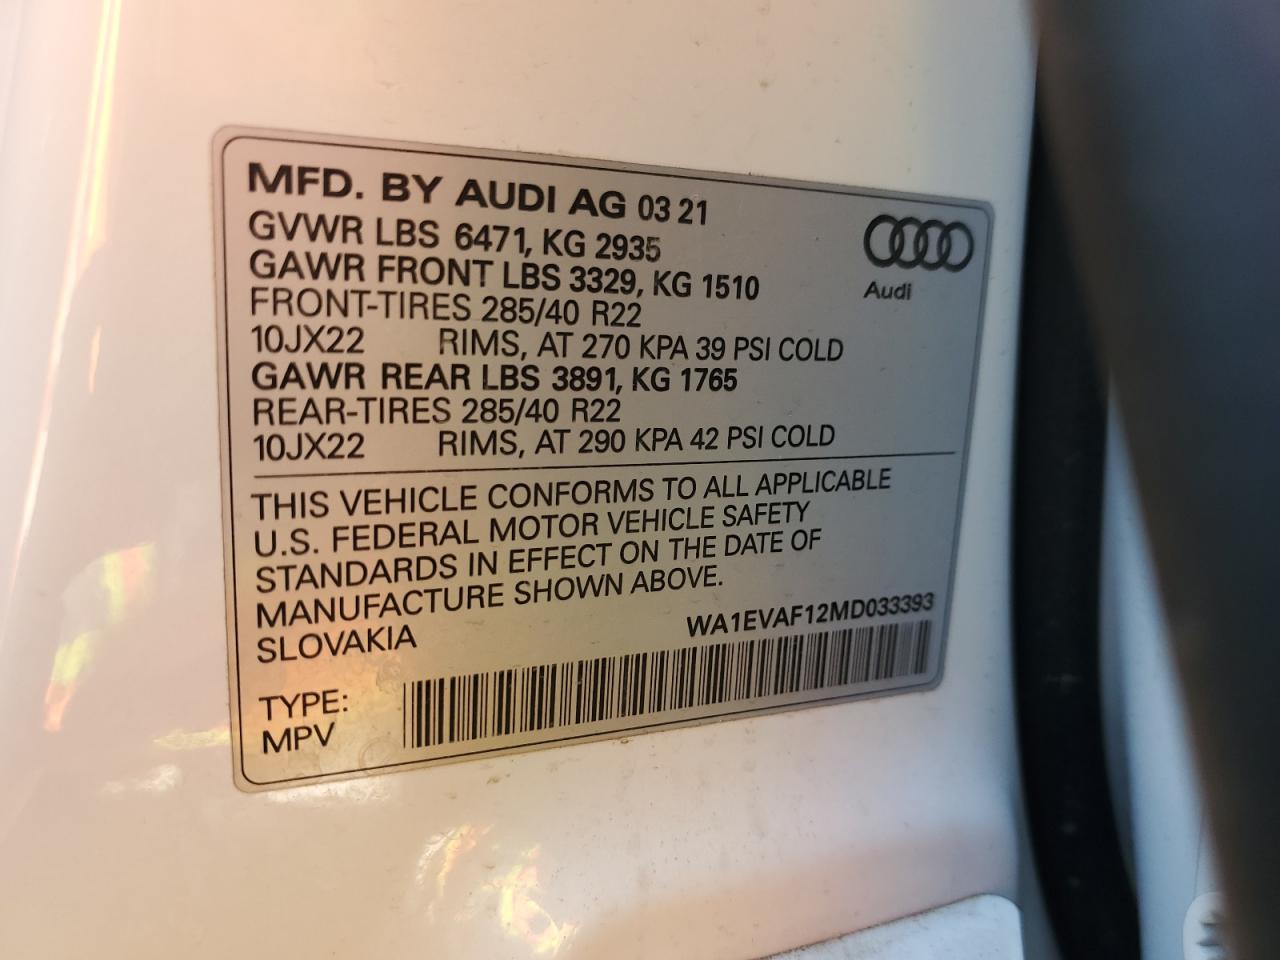 MFD. BY AUDI AG 03 21
GVWR LBS 6471, KG 2935
GAWR FRONT LBS 3329, KG 1510
FRONT-TIRES 285/40 R22
10JX22 RIMS, AT 270 KPA 39 PSI COLD
GAWR REAR LBS 3891, KG 1765
REAR-TIRES 285/40 R22
10JX22 RIMS, AT 290 KPA 42 PSI COLD
Audi
THIS VEHICLE CONFORMS TO ALL APPLICABLE
U.S. FEDERAL MOTOR VEHICLE SAFETY
STANDARDS IN EFFECT ON THE DATE OF
MANUFACTURE SHOWN ABOVE.
SLOVAKIA
WA1EVAF12MD033393
TYPE:
MPV